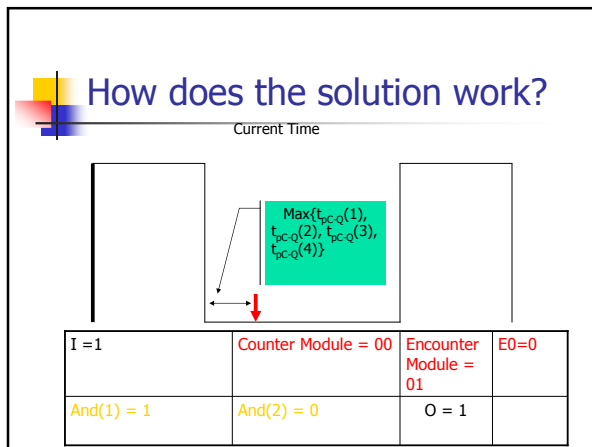 How does the solution work?
Current Time
Max{tpC-Q(1),
tpC-Q(2), tpC-Q(3),
tpC-Q(4)}
I =1
Counter Module = 00
Encounter
Module =
01
E0=0
And(1) = 1
And(2) = 0
O = 1